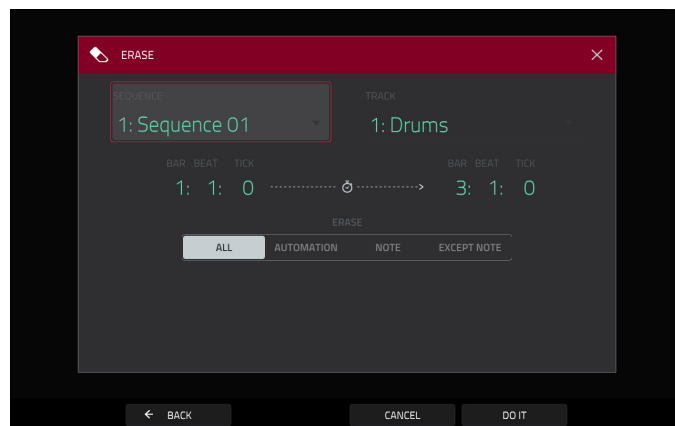 ERASE
SEQUENCE TRACK
1: Sequence 01 1: Drums
BAR BEAT TICK BAR BEAT TICK
1: 1: 0 3: 1: 0
ERASE
ALL AUTOMATION NOTE EXCEPT NOTE
BACK CANCEL DO IT